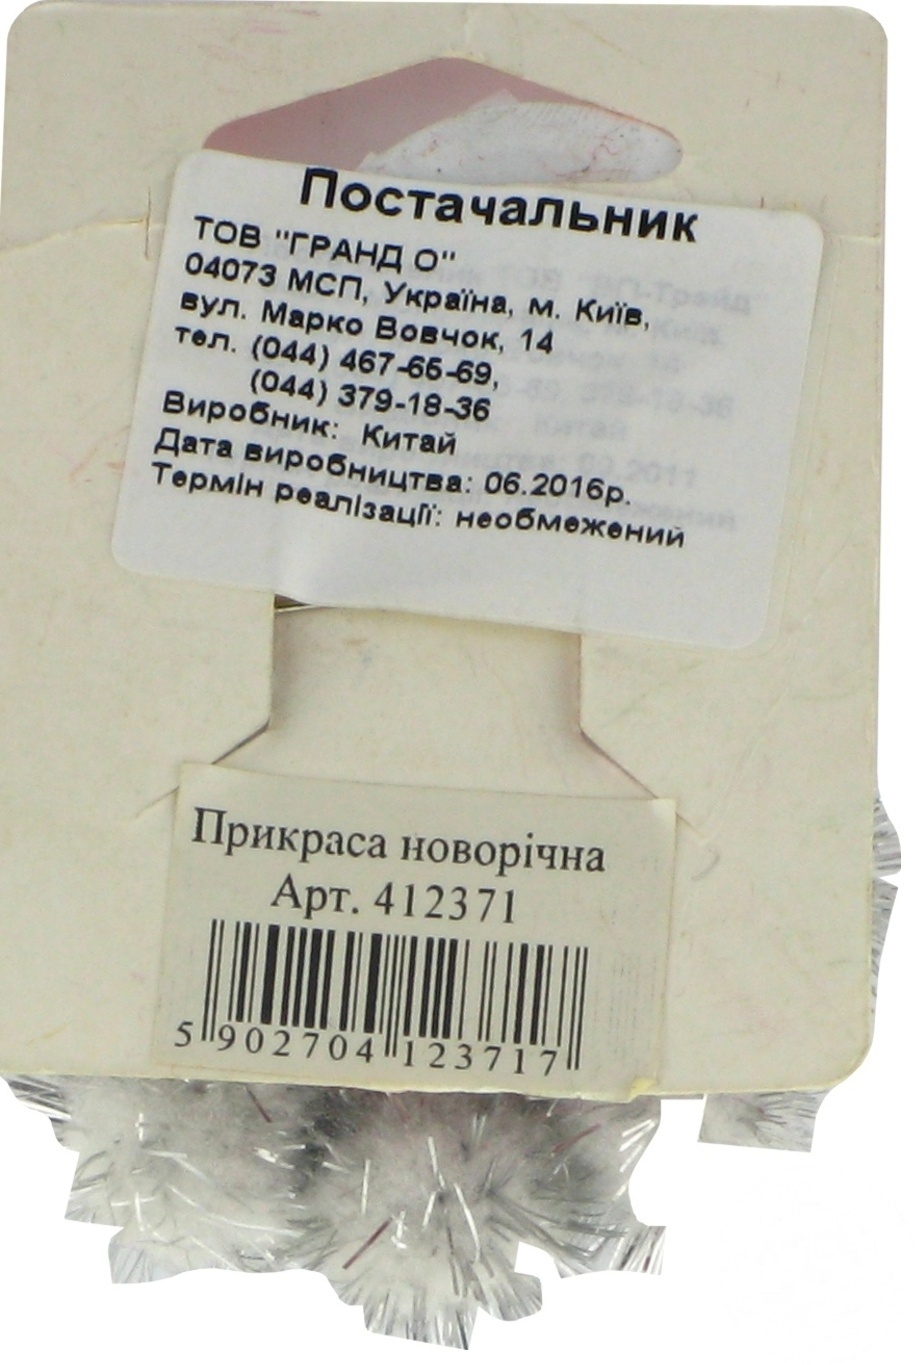 Постачальник
ТОВ "ГРАНД О"
04073 МСП, Україна, м. Київ,
вул. Марко Вовчок, 14
тел. (044) 467-65-69,
(044) 379-18-36
Виробник: Китай
Дата виробництва: 06.2016р.
Термін реалізації: необмежений
Прикраса новорічна
Арт. 412371
5 902704 123717